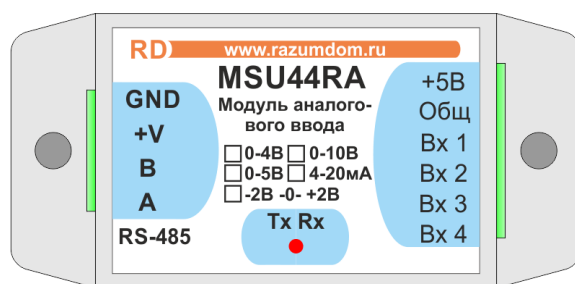 RD
www.razumdom.ru
MSU44RA
Модуль аналого-
вого ввода
GND
+V
B
A
RS-485
0-4В 0-10В
0-5В 4-20мА
-2В -0- +2В
Tx Rx
+5В
Общ
Вх 1
Вх 2
Вх 3
Вх 4